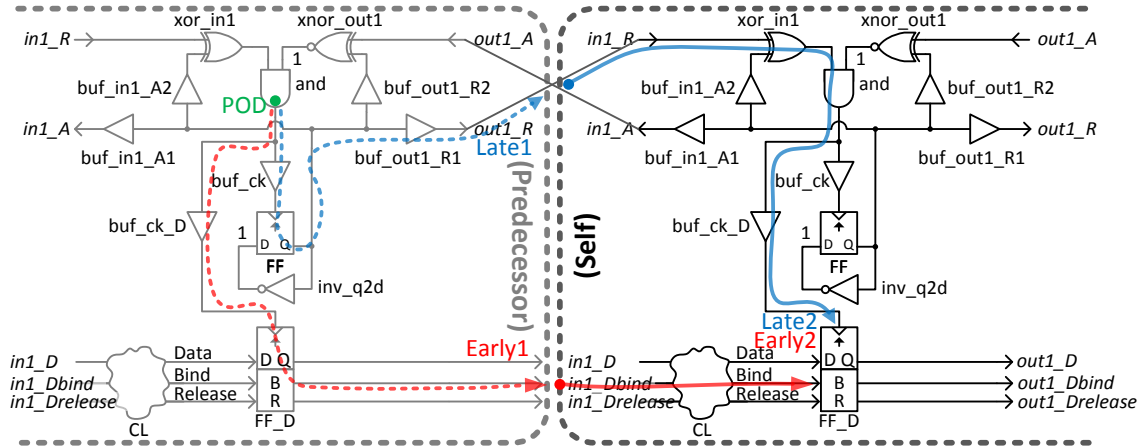 xor_in1
xnor_out1
in1_R
out1_A
1
and
buf_in1_A2
buf_out1_R2
POD
in1_A
out1_R
buf_in1_A1
Late1
buf_out1_R1
buf_ck
buf_ck_D
1
D Q
FF
inv_q2d
(Predecessor)
Early1
in1_D
Data
D Q
in1_Dbind
Bind
B
in1_Drelease
Release
R
CL
FF_D
xor_in1
xnor_out1
in1_R
out1_A
1
and
buf_in1_A2
buf_out1_R2
in1_A
out1_R
buf_in1_A1
buf_out1_R1
buf_ck
buf_ck_D
1
D Q
FF
inv_q2d
(Self)
Late2
Early2
in1_D
Data
D Q
out1_D
in1_Dbind
Bind
B
out1_Dbind
in1_Drelease
Release
R
out1_Drelease
CL
FF_D